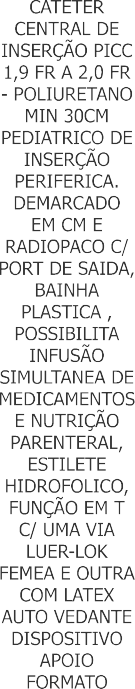 CATETER
CENTRAL DE
INSERÇÃO PICC
1,9 FR A 2,0 FR
- POLIURETANO
MIN 30CM
PEDIATRICO DE
INSERÇÃO
PERIFERICA.
DEMARCADO
EM CM E
RADIOPACO C/
PORT DE SAIDA,
BAINHA
PLASTICA ,
POSSIBILITA
INFUSÃO
SIMULTANEA DE
MEDICAMENTOS
E NUTRIÇÃO
PARENTERAL,
ESTILETE
HIDROFOLICO,
FUNÇÃO EM T
C/ UMA VIA
LUER-LOK
FEMEA E OUTRA
COM LATEX
AUTO VEDANTE
DISPOSITIVO
APOIO
FORMATO